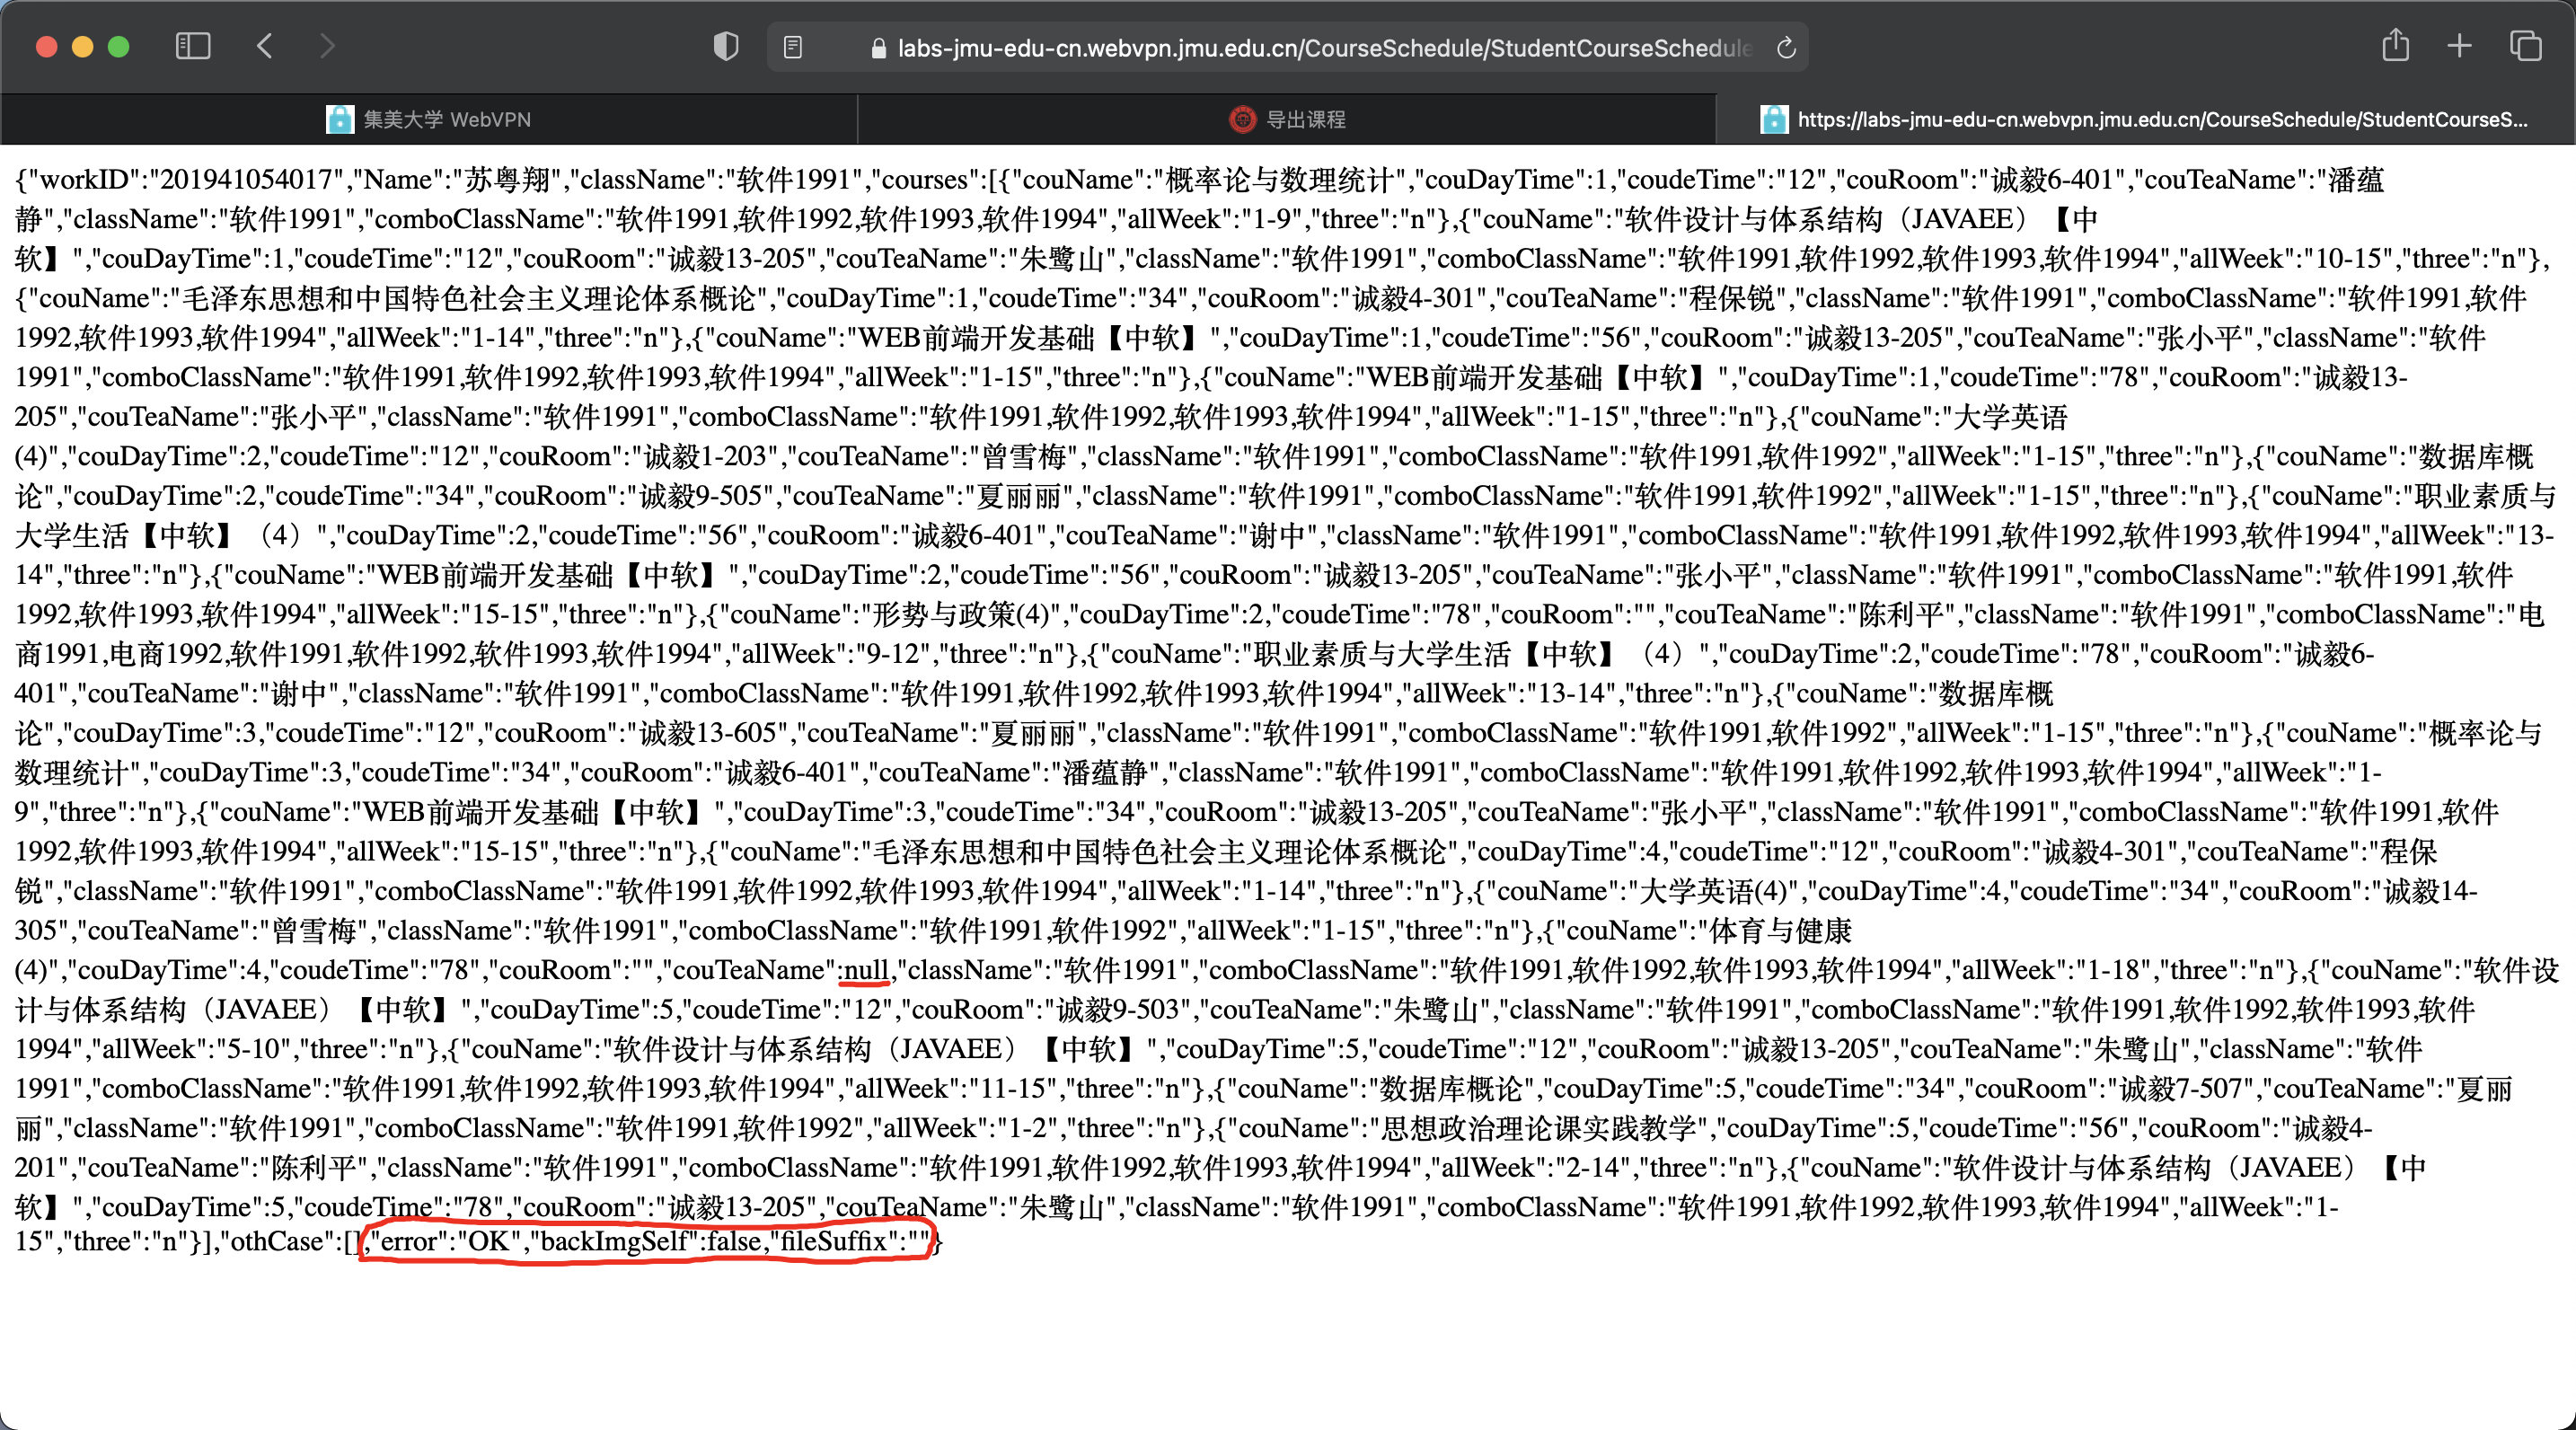 labs-jmu-edu-cn.webvpn.jmu.edu.cn/CourseSchedule/StudentCourseSchedule
集美大学 WebVPN
导出课程
https://labs-jmu-edu-cn.webvpn.jmu.edu.cn/CourseSchedule/StudentCourseS...
{"workID":"201941054017","Name":"苏粤翔","className":"软件1991","courses":[{"couName":"概率论与数理统计","couDayTime":1,"coudeTime":"12","couRoom":"诚毅6-401","couTeaName":"潘蕴
静","className":"软件1991","comboClassName":"软件1991,软件1992,软件1993,软件1994","allWeek":"1-9","three":"n"},{"couName":"软件设计与体系结构（JAVAEE）【中
软】","couDayTime":1,"coudeTime":"12","couRoom":"诚毅13-205","couTeaName":"朱鹭山","className":"软件1991","comboClassName":"软件1991,软件1992,软件1993,软件1994","allWeek":"10-15","three":"n"},
{"couName":"毛泽东思想和中国特色社会主义理论体系概论","couDayTime":1,"coudeTime":"34","couRoom":"诚毅4-301","couTeaName":"程保锐","className":"软件1991","comboClassName":"软件1991,软件
1992,软件1993,软件1994","allWeek":"1-14","three":"n"},{"couName":"WEB前端开发基础【中软】","couDayTime":1,"coudeTime":"56","couRoom":"诚毅13-205","couTeaName":"张小平","className":"软件
1991","comboClassName":"软件1991,软件1992,软件1993,软件1994","allWeek":"1-15","three":"n"},{"couName":"WEB前端开发基础【中软】","couDayTime":1,"coudeTime":"78","couRoom":"诚毅13-
205","couTeaName":"张小平","className":"软件1991","comboClassName":"软件1991,软件1992,软件1993,软件1994","allWeek":"1-15","three":"n"},{"couName":"大学英语
(4)","couDayTime":2,"coudeTime":"12","couRoom":"诚毅1-203","couTeaName":"曾雪梅","className":"软件1991","comboClassName":"软件1991,软件1992","allWeek":"1-15","three":"n"},{"couName":"数据库概
论","couDayTime":2,"coudeTime":"34","couRoom":"诚毅9-505","couTeaName":"夏丽丽","className":"软件1991","comboClassName":"软件1991,软件1992","allWeek":"1-15","three":"n"},{"couName":"职业素质与
大学生活【中软】（4）","couDayTime":2,"coudeTime":"56","couRoom":"诚毅6-401","couTeaName":"谢中","className":"软件1991","comboClassName":"软件1991,软件1992,软件1993,软件1994","allWeek":"13-
14","three":"n"},{"couName":"WEB前端开发基础【中软】","couDayTime":2,"coudeTime":"56","couRoom":"诚毅13-205","couTeaName":"张小平","className":"软件1991","comboClassName":"软件1991,软件
1992,软件1993,软件1994","allWeek":"15-15","three":"n"},{"couName":"形势与政策(4)","couDayTime":2,"coudeTime":"78","couRoom":"","couTeaName":"陈利平","className":"软件1991","comboClassName":"电
商1991,电商1992,软件1991,软件1992,软件1993,软件1994","allWeek":"9-12","three":"n"},{"couName":"职业素质与大学生活【中软】（4）","couDayTime":2,"coudeTime":"78","couRoom":"诚毅6-
401","couTeaName":"谢中","className":"软件1991","comboClassName":"软件1991,软件1992,软件1993,软件1994","allWeek":"13-14","three":"n"},{"couName":"数据库概
论","couDayTime":3,"coudeTime":"12","couRoom":"诚毅13-605","couTeaName":"夏丽丽","className":"软件1991","comboClassName":"软件1991,软件1992","allWeek":"1-15","three":"n"},{"couName":"概率论与
数理统计","couDayTime":3,"coudeTime":"34","couRoom":"诚毅6-401","couTeaName":"潘蕴静","className":"软件1991","comboClassName":"软件1991,软件1992,软件1993,软件1994","allWeek":"1-
9","three":"n"},{"couName":"WEB前端开发基础【中软】","couDayTime":3,"coudeTime":"34","couRoom":"诚毅13-205","couTeaName":"张小平","className":"软件1991","comboClassName":"软件1991,软件
1992,软件1993,软件1994","allWeek":"15-15","three":"n"},{"couName":"毛泽东思想和中国特色社会主义理论体系概论","couDayTime":4,"coudeTime":"12","couRoom":"诚毅4-301","couTeaName":"程保
锐","className":"软件1991","comboClassName":"软件1991,软件1992,软件1993,软件1994","allWeek":"1-14","three":"n"},{"couName":"大学英语(4)","couDayTime":4,"coudeTime":"34","couRoom":"诚毅14-
305","couTeaName":"曾雪梅","className":"软件1991","comboClassName":"软件1991,软件1992","allWeek":"1-15","three":"n"},{"couName":"体育与健康
(4)","couDayTime":4,"coudeTime":"78","couRoom":"","couTeaName":null,"className":"软件1991","comboClassName":"软件1991,软件1992,软件1993,软件1994","allWeek":"1-18","three":"n"},{"couName":"软件设
计与体系结构（JAVAEE）【中软】","couDayTime":5,"coudeTime":"12","couRoom":"诚毅9-503","couTeaName":"朱鹭山","className":"软件1991","comboClassName":"软件1991,软件1992,软件1993,软件
1994","allWeek":"5-10","three":"n"},{"couName":"软件设计与体系结构（JAVAEE）【中软】","couDayTime":5,"coudeTime":"12","couRoom":"诚毅13-205","couTeaName":"朱鹭山","className":"软件
1991","comboClassName":"软件1991,软件1992,软件1993,软件1994","allWeek":"11-15","three":"n"},{"couName":"数据库概论","couDayTime":5,"coudeTime":"34","couRoom":"诚毅7-507","couTeaName":"夏丽
丽","className":"软件1991","comboClassName":"软件1991,软件1992","allWeek":"1-2","three":"n"},{"couName":"思想政治理论课实践教学","couDayTime":5,"coudeTime":"56","couRoom":"诚毅4-
201","couTeaName":"陈利平","className":"软件1991","comboClassName":"软件1991,软件1992,软件1993,软件1994","allWeek":"2-14","three":"n"},{"couName":"软件设计与体系结构（JAVAEE）【中
软】","couDayTime":5,"coudeTime":"78","couRoom":"诚毅13-205","couTeaName":"朱鹭山","className":"软件1991","comboClassName":"软件1991,软件1992,软件1993,软件1994","allWeek":"1-
15","three":"n"}],"othCase":[],"error":"OK","backImgSelf":false,"fileSuffix":""}